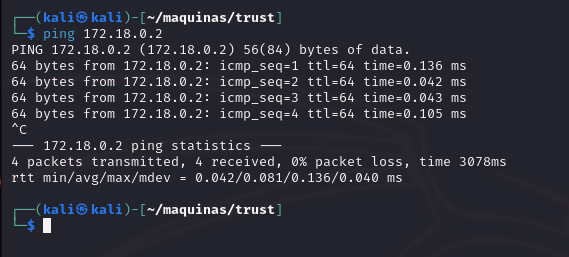 ┌──(kali㉿kali)-[~/maquinas/trust]
└─$ ping 172.18.0.2
PING 172.18.0.2 (172.18.0.2) 56(84) bytes of data.
64 bytes from 172.18.0.2: icmp_seq=1 ttl=64 time=0.136 ms
64 bytes from 172.18.0.2: icmp_seq=2 ttl=64 time=0.042 ms
64 bytes from 172.18.0.2: icmp_seq=3 ttl=64 time=0.043 ms
64 bytes from 172.18.0.2: icmp_seq=4 ttl=64 time=0.105 ms
^C
--- 172.18.0.2 ping statistics ---
4 packets transmitted, 4 received, 0% packet loss, time 3078ms
rtt min/avg/max/mdev = 0.042/0.081/0.136/0.040 ms
┌──(kali㉿kali)-[~/maquinas/trust]
└─$